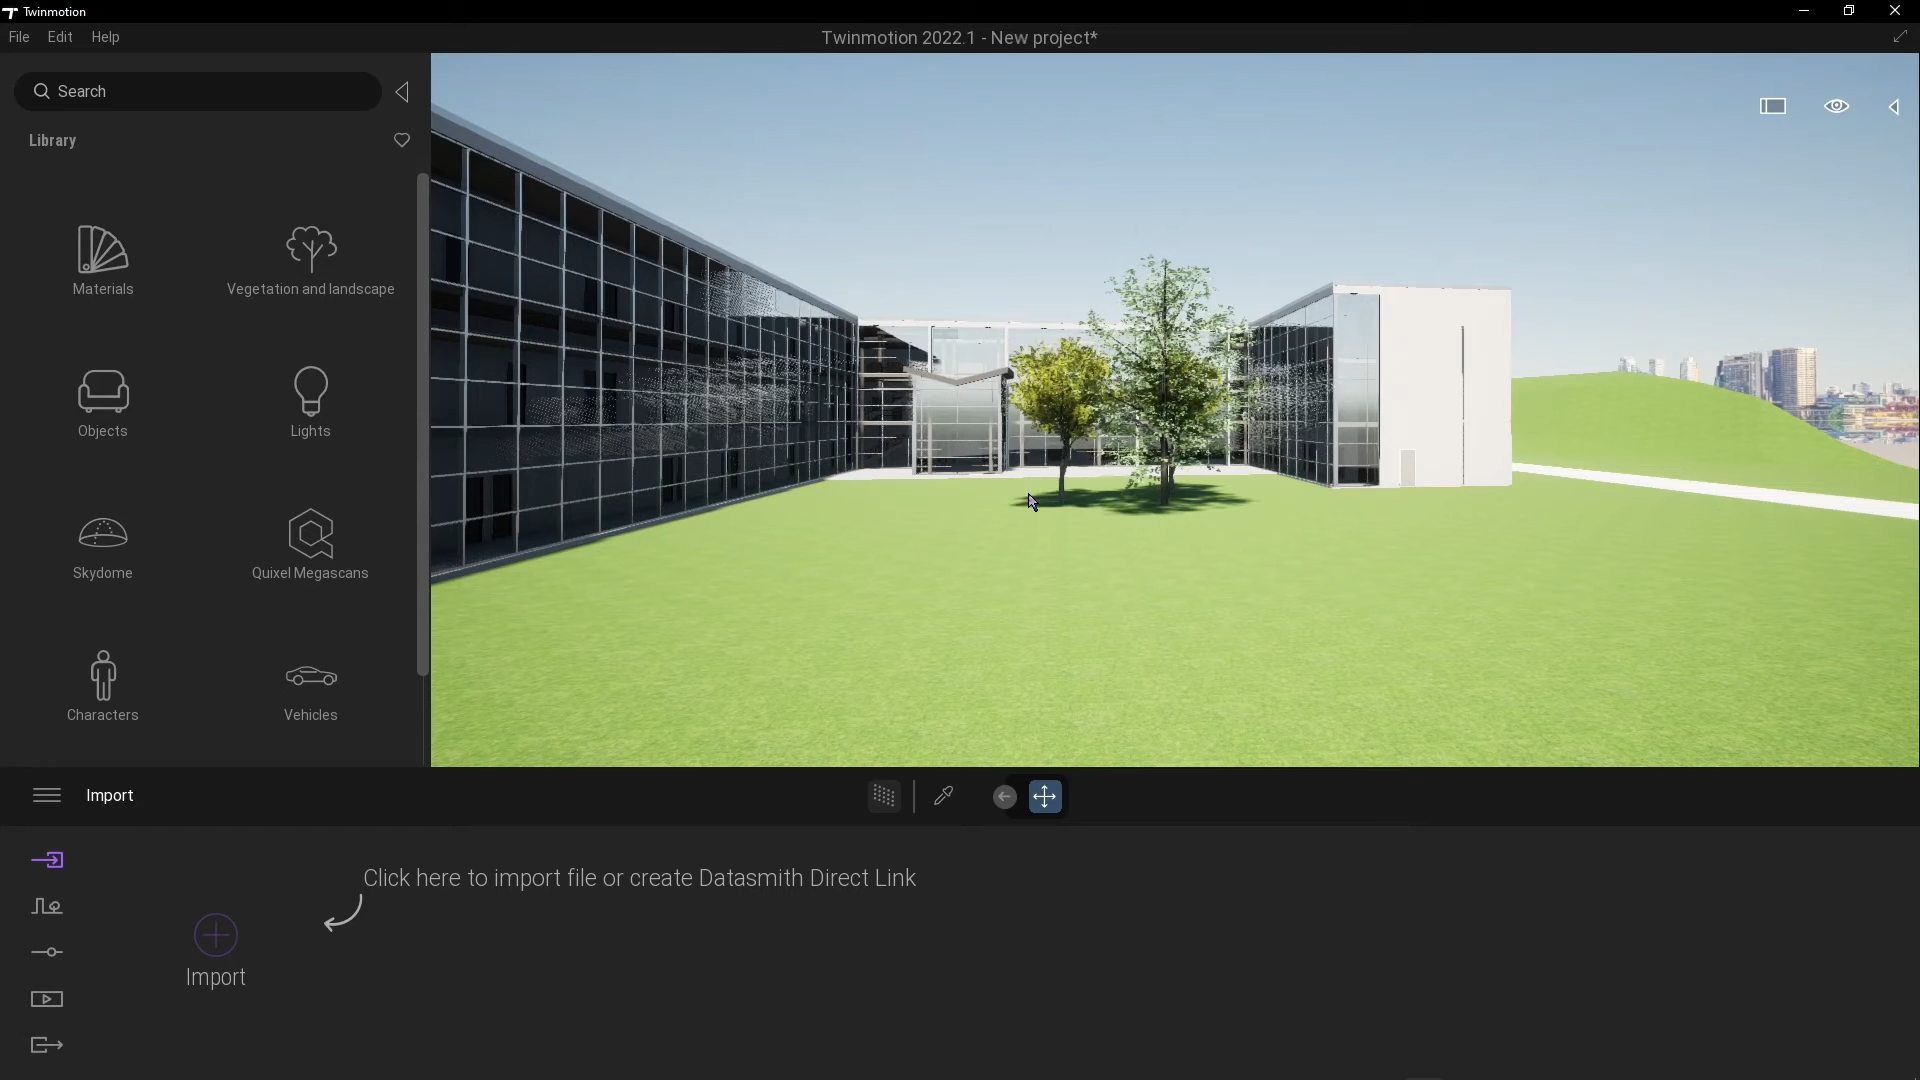 Twinmotion
File Edit Help
Twinmotion 2022.1 - New project*
Search
Library
Materials
Vegetation and landscape
Objects
Lights
Skydome
Quixel Megascans
Characters
Vehicles
Import
Click here to import file or create Datasmith Direct Link
Import